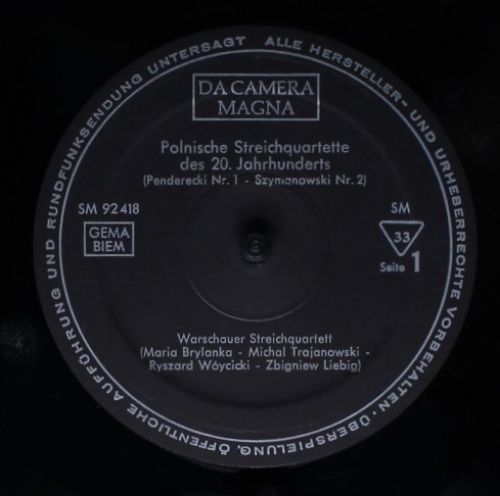 DA CAMERA
MAGNA
Polnische Streichquartette
des 20. Jahrhunderts
(Penderecki Nr. 1 - Szymanowski Nr. 2)
SM 92 418
GEMA
BIEM
SM
33
Seite 1
Warschauer Streichquartett
(Maria Brylanka - Michal Trajanowski -
Ryszard Wóycicki - Zbigniew Liebig)
ALLE HERSTELLER- UND URHEBERRECHTE VORBEHALTEN · ÜBERSPIELUNG, ÖFFENTLICHE AUFFÜHRUNG UND RUNDFUNKSENDUNG UNTERSAGT